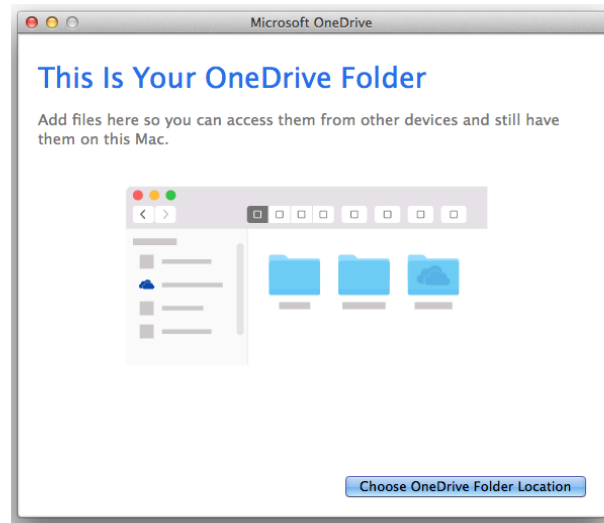 Microsoft OneDrive
This Is Your OneDrive Folder
Add files here so you can access them from other devices and still have
them on this Mac.
Choose OneDrive Folder Location